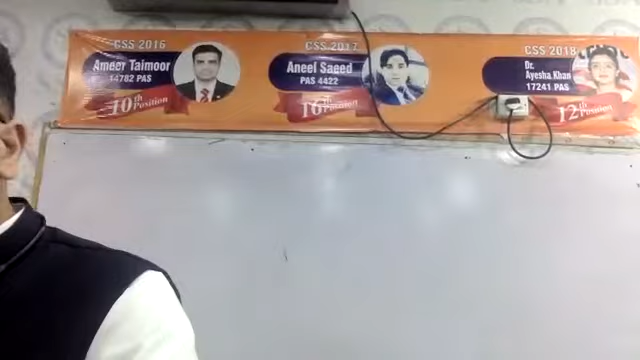 CSS 2016
Ameer Taimoor
14782 PAS
10th Position
CSS 2017
Aneel Saeed
PAS 4422
16th Position
CSS 2018
Dr.
Ayesha Khan
17241 PAS
12th Position